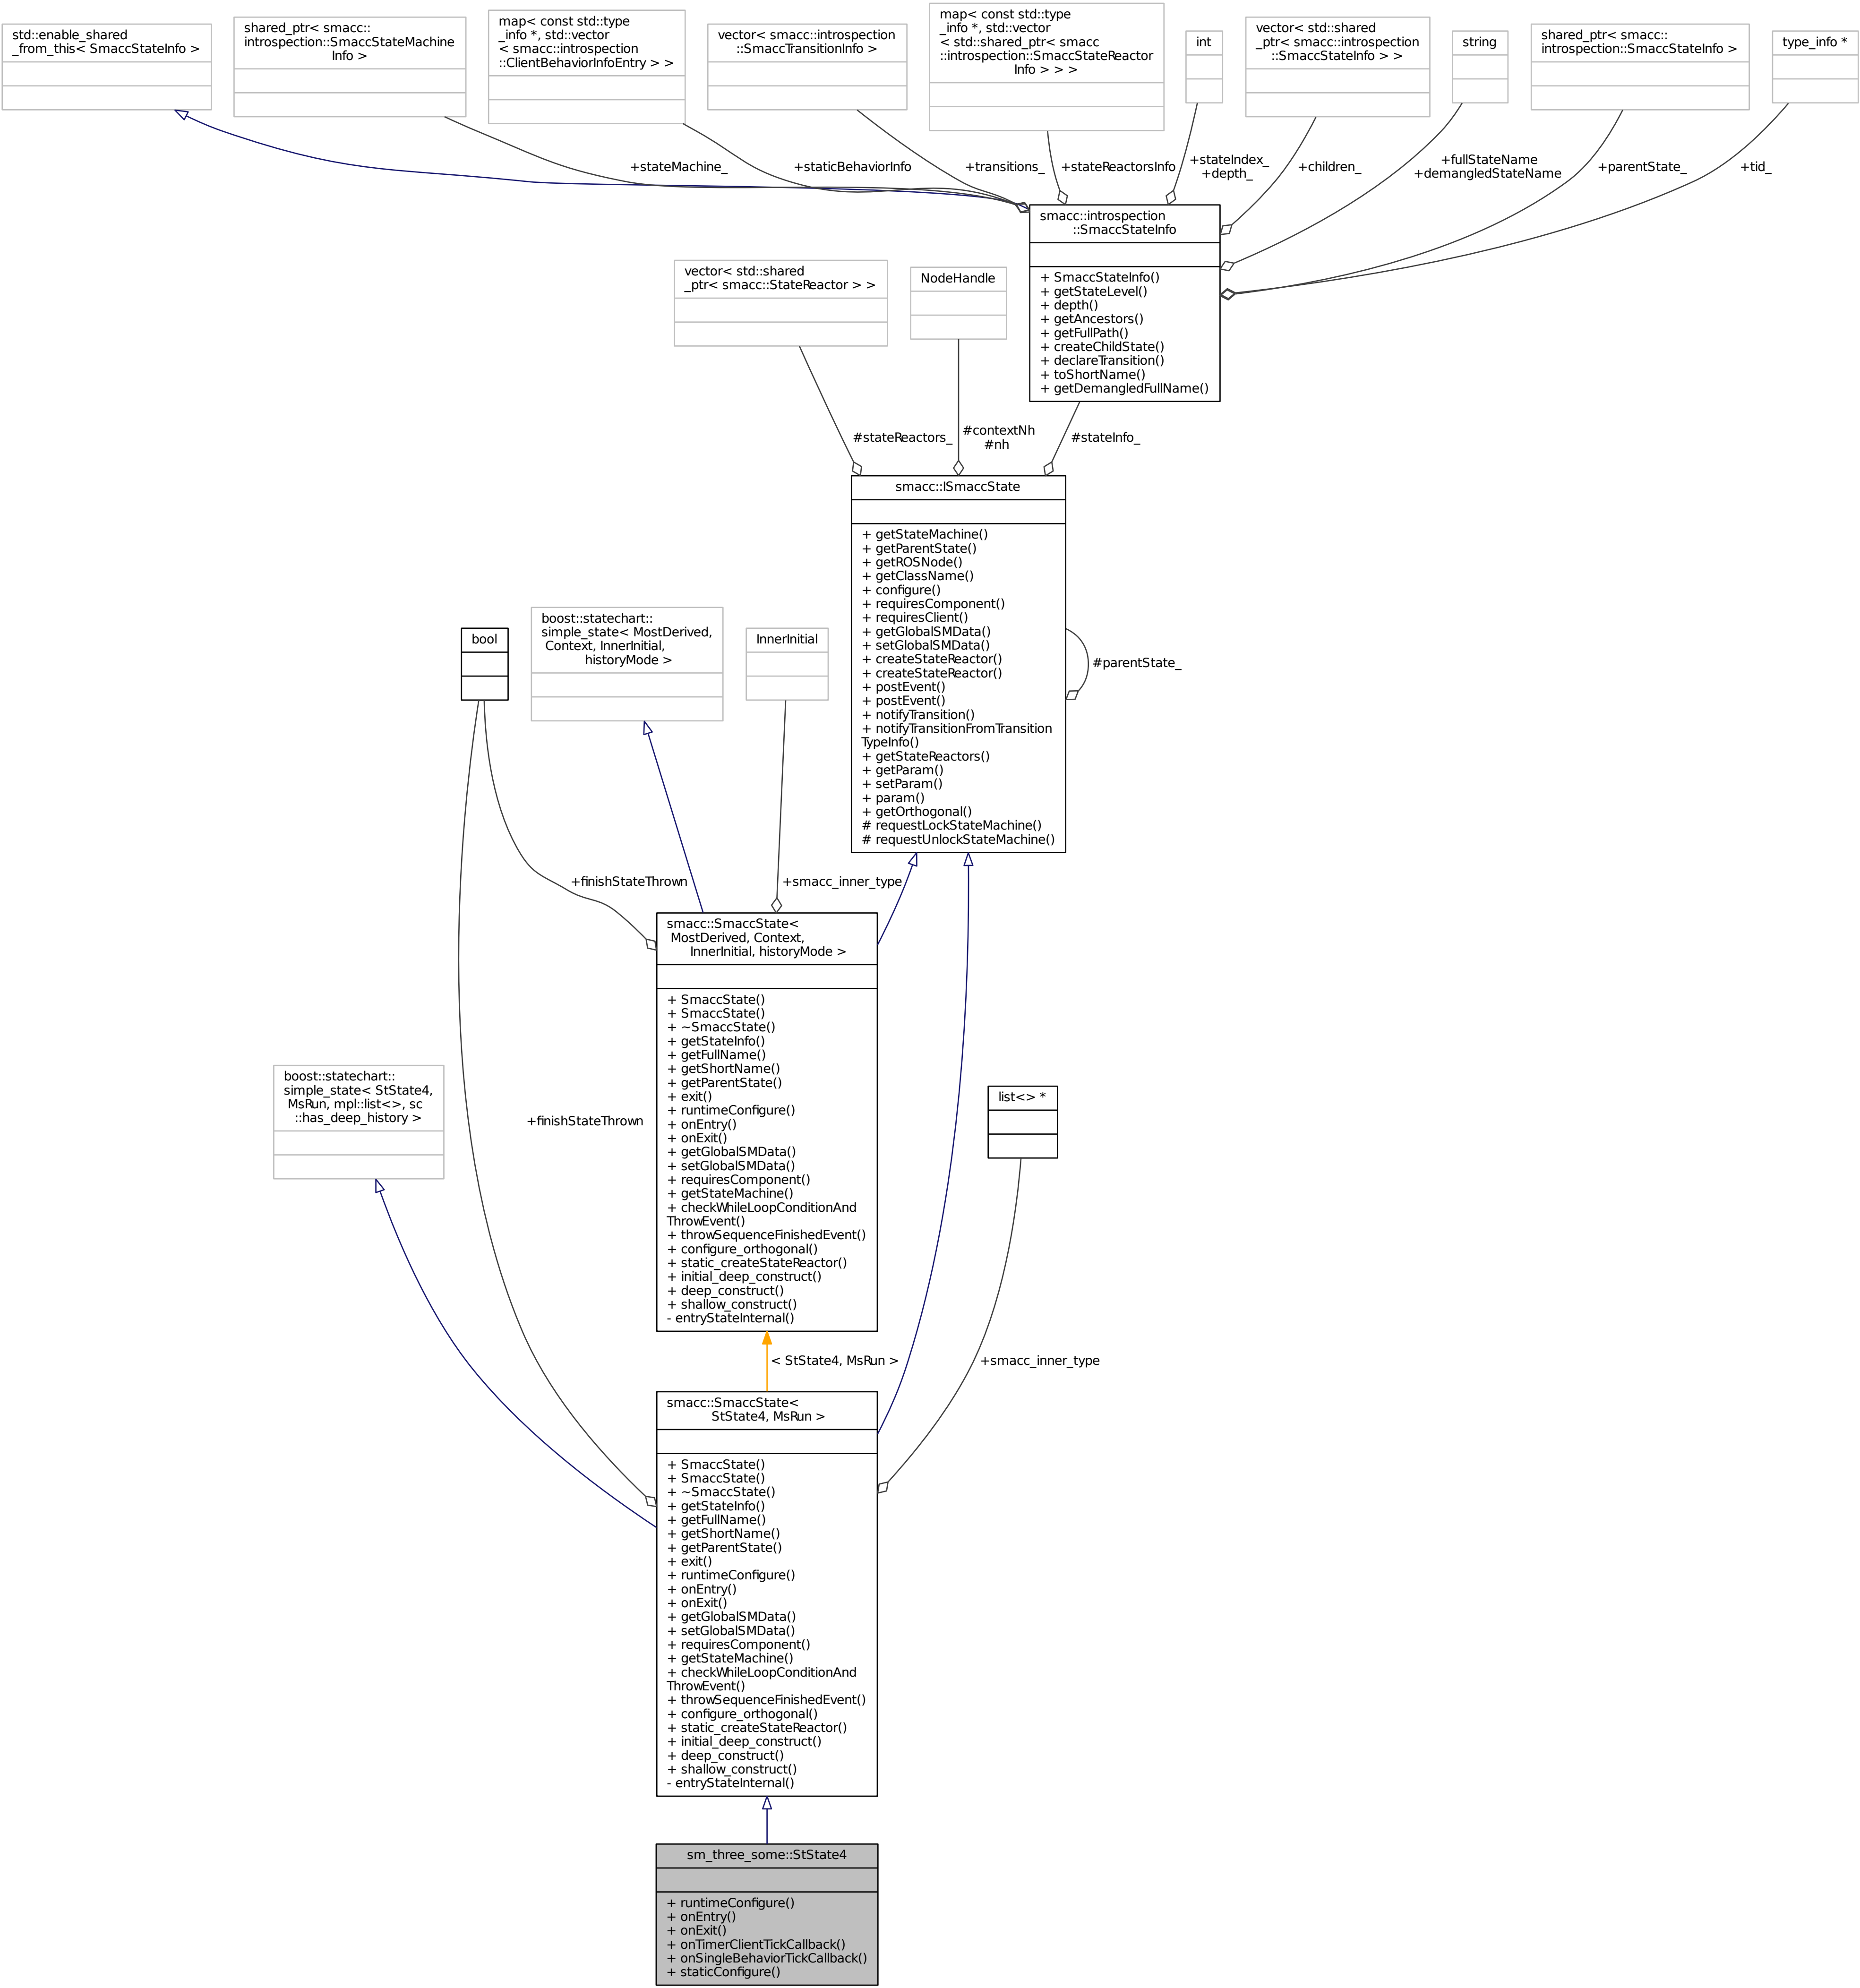 std::enable_shared
_from_this< SmaccStateInfo >
shared_ptr< smacc::
introspection::SmaccStateMachine
Info >
map< const std::type
_info *, std::vector
< smacc::introspection
::ClientBehaviorInfoEntry > >
vector< smacc::introspection
::SmaccTransitionInfo >
map< const std::type
_info *, std::vector
< std::shared_ptr< smacc
::introspection::SmaccStateReactor
Info > > >
int
vector< std::shared
_ptr< smacc::introspection
::SmaccStateInfo > >
string
shared_ptr< smacc::
introspection::SmaccStateInfo >
type_info *
+stateMachine_
+staticBehaviorInfo
+transitions_
+stateReactorsInfo
+stateIndex_
+depth_
+children_
+fullStateName
+demangledStateName
+parentState_
+tid_
smacc::introspection
::SmaccStateInfo
+ SmaccStateInfo()
+ getStateLevel()
+ depth()
+ getAncestors()
+ getFullPath()
+ createChildState()
+ declareTransition()
+ toShortName()
+ getDemangledFullName()
vector< std::shared
_ptr< smacc::StateReactor > >
NodeHandle
#stateReactors_
#contextNh
#nh
#stateInfo_
smacc::ISmaccState
+ getStateMachine()
+ getParentState()
+ getROSNode()
+ getClassName()
+ configure()
+ requiresComponent()
+ requiresClient()
+ getGlobalSMData()
+ setGlobalSMData()
+ createStateReactor()
+ createStateReactor()
+ postEvent()
+ postEvent()
+ notifyTransition()
+ notifyTransitionFromTransition
TypeInfo()
+ getStateReactors()
+ getParam()
+ setParam()
+ param()
+ getOrthogonal()
# requestLockStateMachine()
# requestUnlockStateMachine()
#parentState_
bool
boost::statechart::
simple_state< MostDerived,
Context, InnerInitial,
historyMode >
InnerInitial
+finishStateThrown
+smacc_inner_type
smacc::SmaccState<
MostDerived, Context,
InnerInitial, historyMode >
+ SmaccState()
+ SmaccState()
+ ~SmaccState()
+ getStateInfo()
+ getFullName()
+ getShortName()
+ getParentState()
+ exit()
+ runtimeConfigure()
+ onEntry()
+ onExit()
+ getGlobalSMData()
+ setGlobalSMData()
+ requiresComponent()
+ getStateMachine()
+ checkWhileLoopConditionAnd
ThrowEvent()
+ throwSequenceFinishedEvent()
+ configure_orthogonal()
+ static_createStateReactor()
+ initial_deep_construct()
+ deep_construct()
+ shallow_construct()
- entryStateInternal()
boost::statechart::
simple_state< StState4,
MsRun, mpl::list<>, sc
::has_deep_history >
+finishStateThrown
list<> *
< StState4, MsRun >
+smacc_inner_type
smacc::SmaccState<
StState4, MsRun >
+ SmaccState()
+ SmaccState()
+ ~SmaccState()
+ getStateInfo()
+ getFullName()
+ getShortName()
+ getParentState()
+ exit()
+ runtimeConfigure()
+ onEntry()
+ onExit()
+ getGlobalSMData()
+ setGlobalSMData()
+ requiresComponent()
+ getStateMachine()
+ checkWhileLoopConditionAnd
ThrowEvent()
+ throwSequenceFinishedEvent()
+ configure_orthogonal()
+ static_createStateReactor()
+ initial_deep_construct()
+ deep_construct()
+ shallow_construct()
- entryStateInternal()
sm_three_some::StState4
+ runtimeConfigure()
+ onEntry()
+ onExit()
+ onTimerClientTickCallback()
+ onSingleBehaviorTickCallback()
+ staticConfigure()